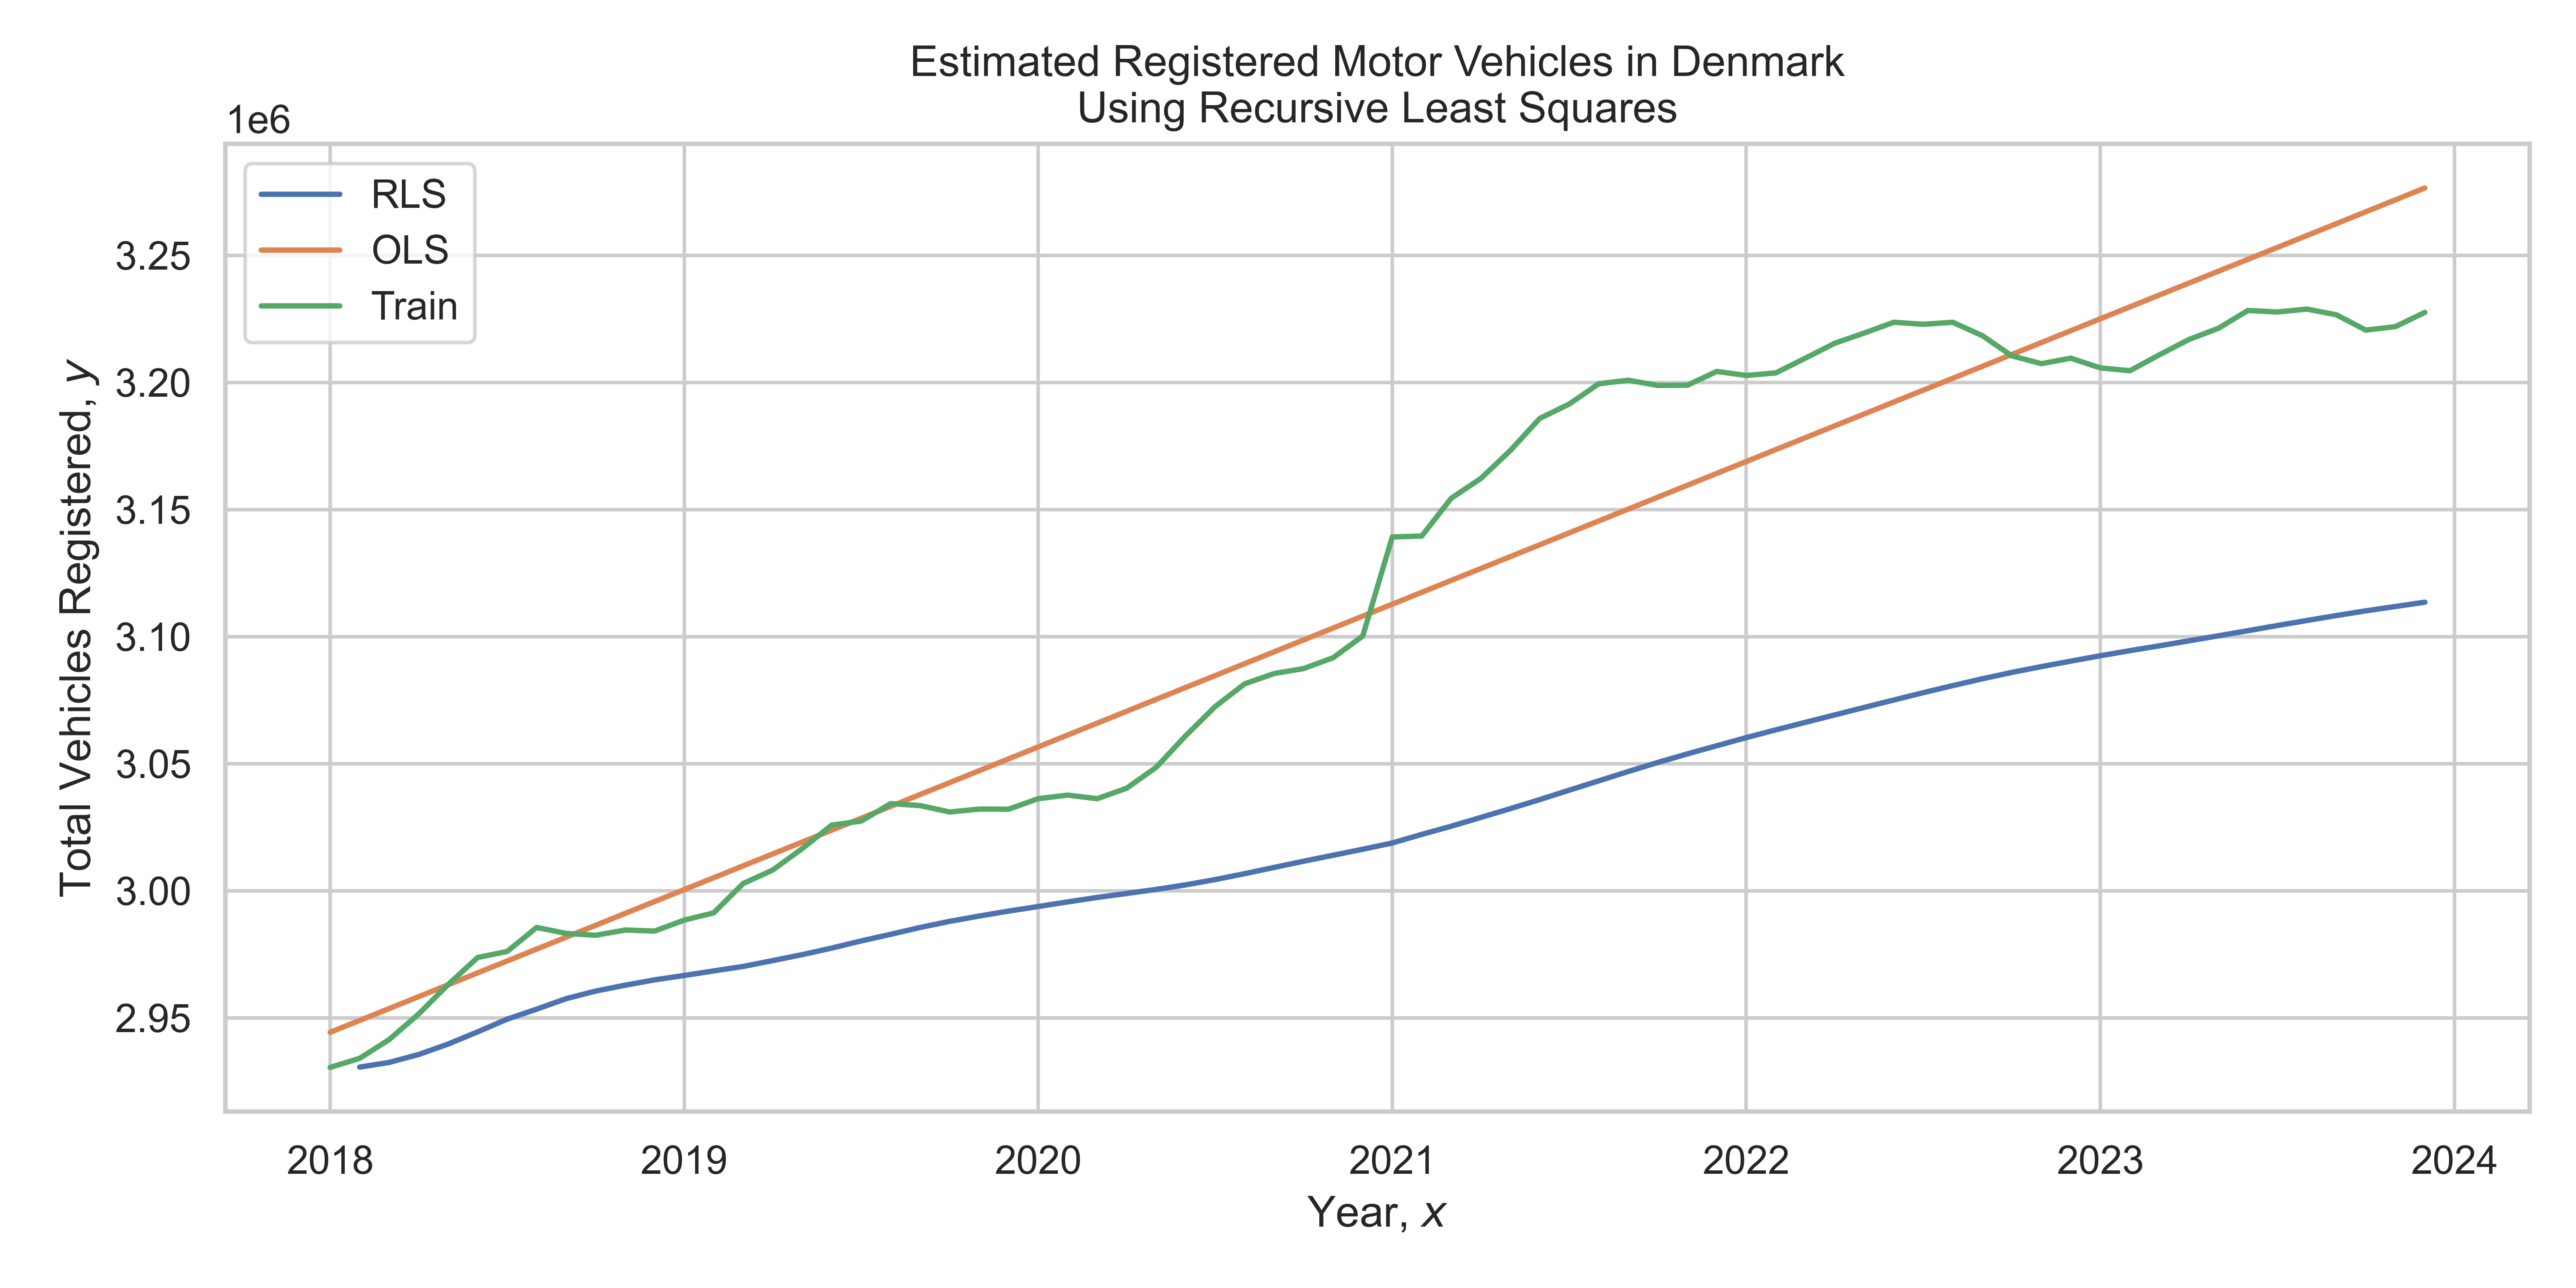 Estimated Registered Motor Vehicles in Denmark
Using Recursive Least Squares
1e6
RLS
OLS
Train
3.25
3.20
3.15
3.10
3.05
3.00
2.95
Total Vehicles Registered, y
2018 2019 2020 2021 2022 2023 2024
Year, x